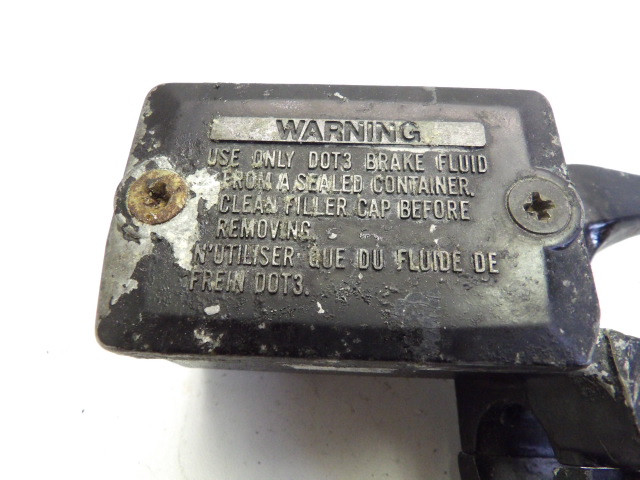 WARNING
USE ONLY DOT3 BRAKE FLUID
FROM A SEALED CONTAINER.
CLEAN FILLER CAP BEFORE
REMOVING.
N'UTILISER QUE DU FLUIDE DE
FREIN DOT3.